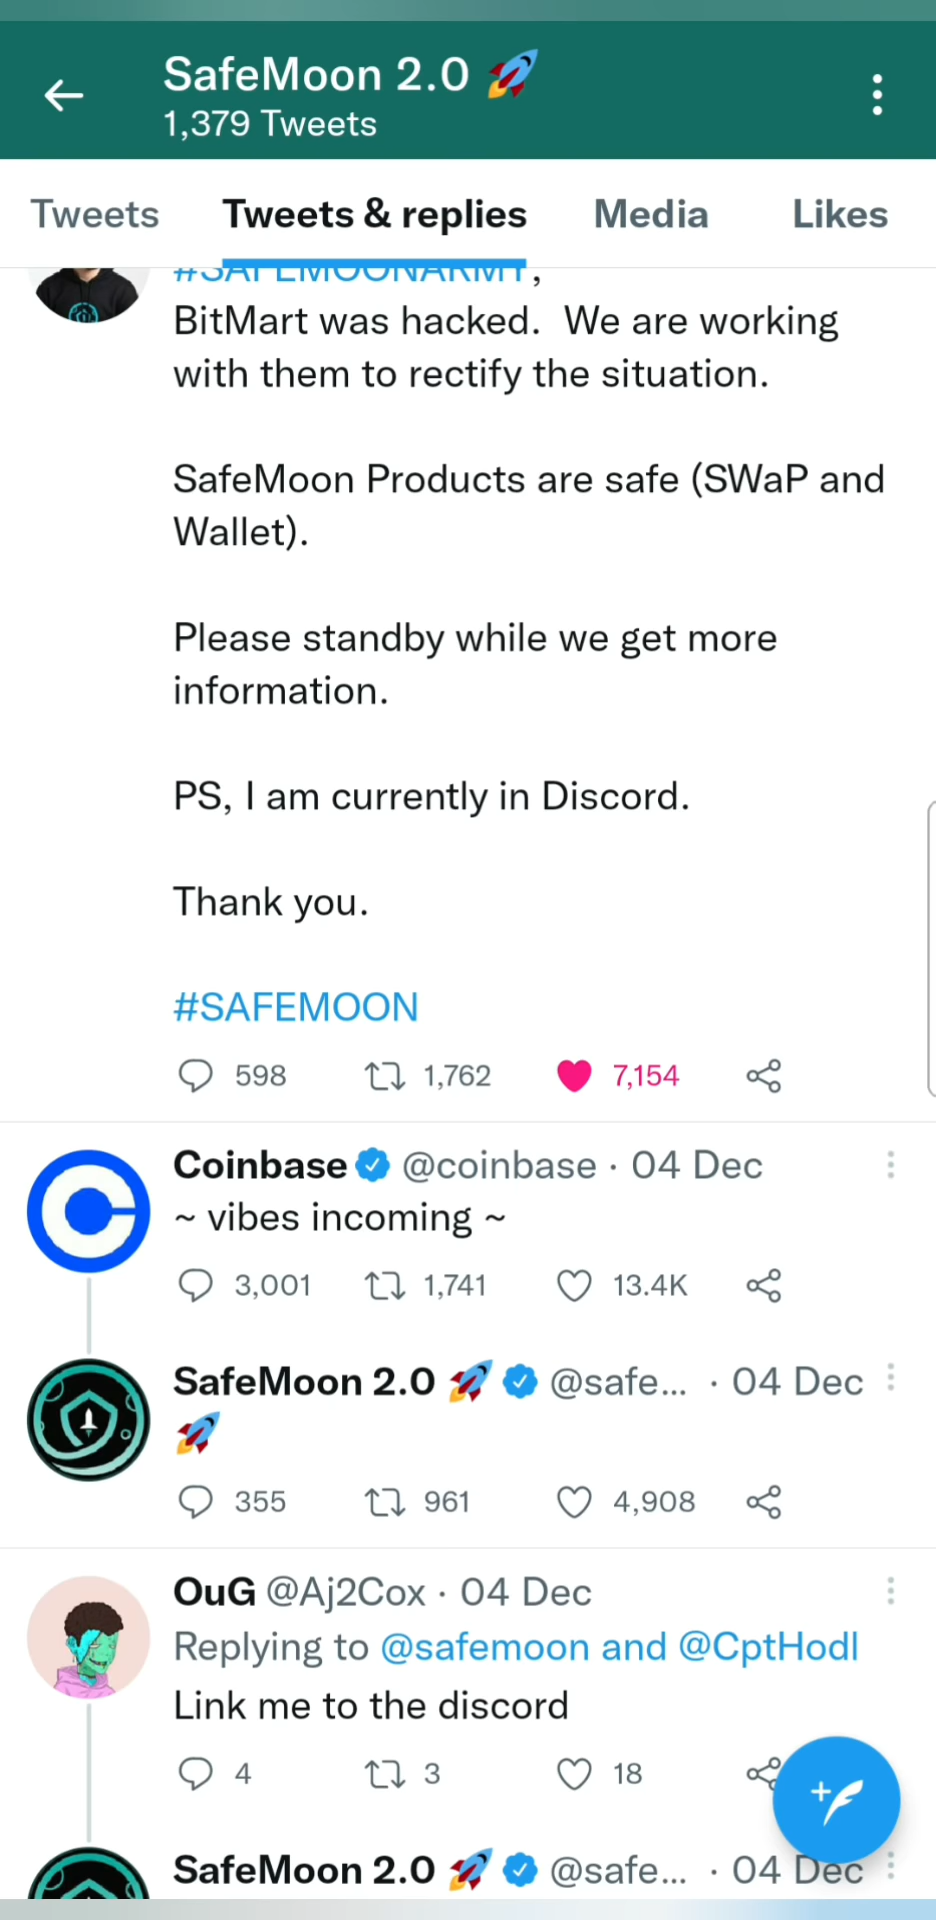 SafeMoon 2.0 🚀
1,379 Tweets
Tweets Tweets & replies Media Likes
#SAFEMOONARMY,
BitMart was hacked.  We are working
with them to rectify the situation.
SafeMoon Products are safe (SWaP and
Wallet).
Please standby while we get more
information.
PS, I am currently in Discord.
Thank you.
#SAFEMOON
598 1,762 7,154
Coinbase @coinbase · 04 Dec
~ vibes incoming ~
3,001 1,741 13.4K
SafeMoon 2.0 🚀 @safe... · 04 Dec
🚀
355 961 4,908
OuG @Aj2Cox · 04 Dec
Replying to @safemoon and @CptHodl
Link me to the discord
4 3 18
SafeMoon 2.0 🚀 @safe... · 04 Dec